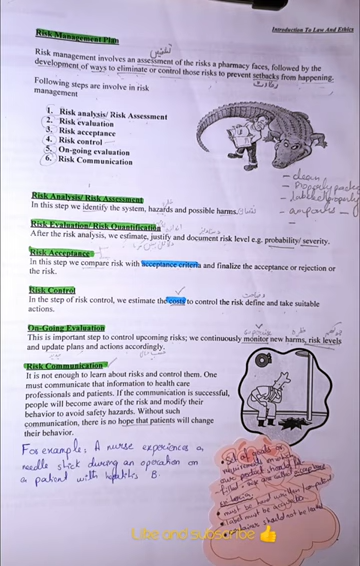 Introduction To Law And Ethics
Risk Management Plan
Risk management involves an assessment of the risks a pharmacy faces, followed by the
development of ways to eliminate or control those risks to prevent setbacks from happening.
Following steps are involve in risk
management
1. Risk analysis/ Risk Assessment
2. Risk evaluation
3. Risk acceptance
4. Risk control
5. On-going evaluation
6. Risk Communication
- clean
Risk Analysis/ Risk Assessment
In this step we identify the system, hazards and possible harms.
Risk Evaluation/ Risk Quantification
After the risk analysis, we estimate, justify and document risk level e.g. probability/ severity.
Risk Acceptance
In this step we compare risk with acceptance criteria and finalize the acceptance or rejection or
the risk.
Risk Control
In the step of risk control, we estimate the costs to control the risk define and take suitable
actions.
On-Going Evaluation
This is important step to control upcoming risks; we continuously monitor new harms, risk levels
and update plans and actions accordingly.
Risk Communication
It is not enough to learn about risks and control them. One
must communicate that information to health care
professionals and patients. If the communication is successful,
people will become aware of the risk and modify their
behavior to avoid safety hazards. Without such
communication, there is no hope that patients will change
their behavior.
For example: A nurse experiences a
needle stick during an operation on
a patient with hepatitis B.
Like and subscribe 👍